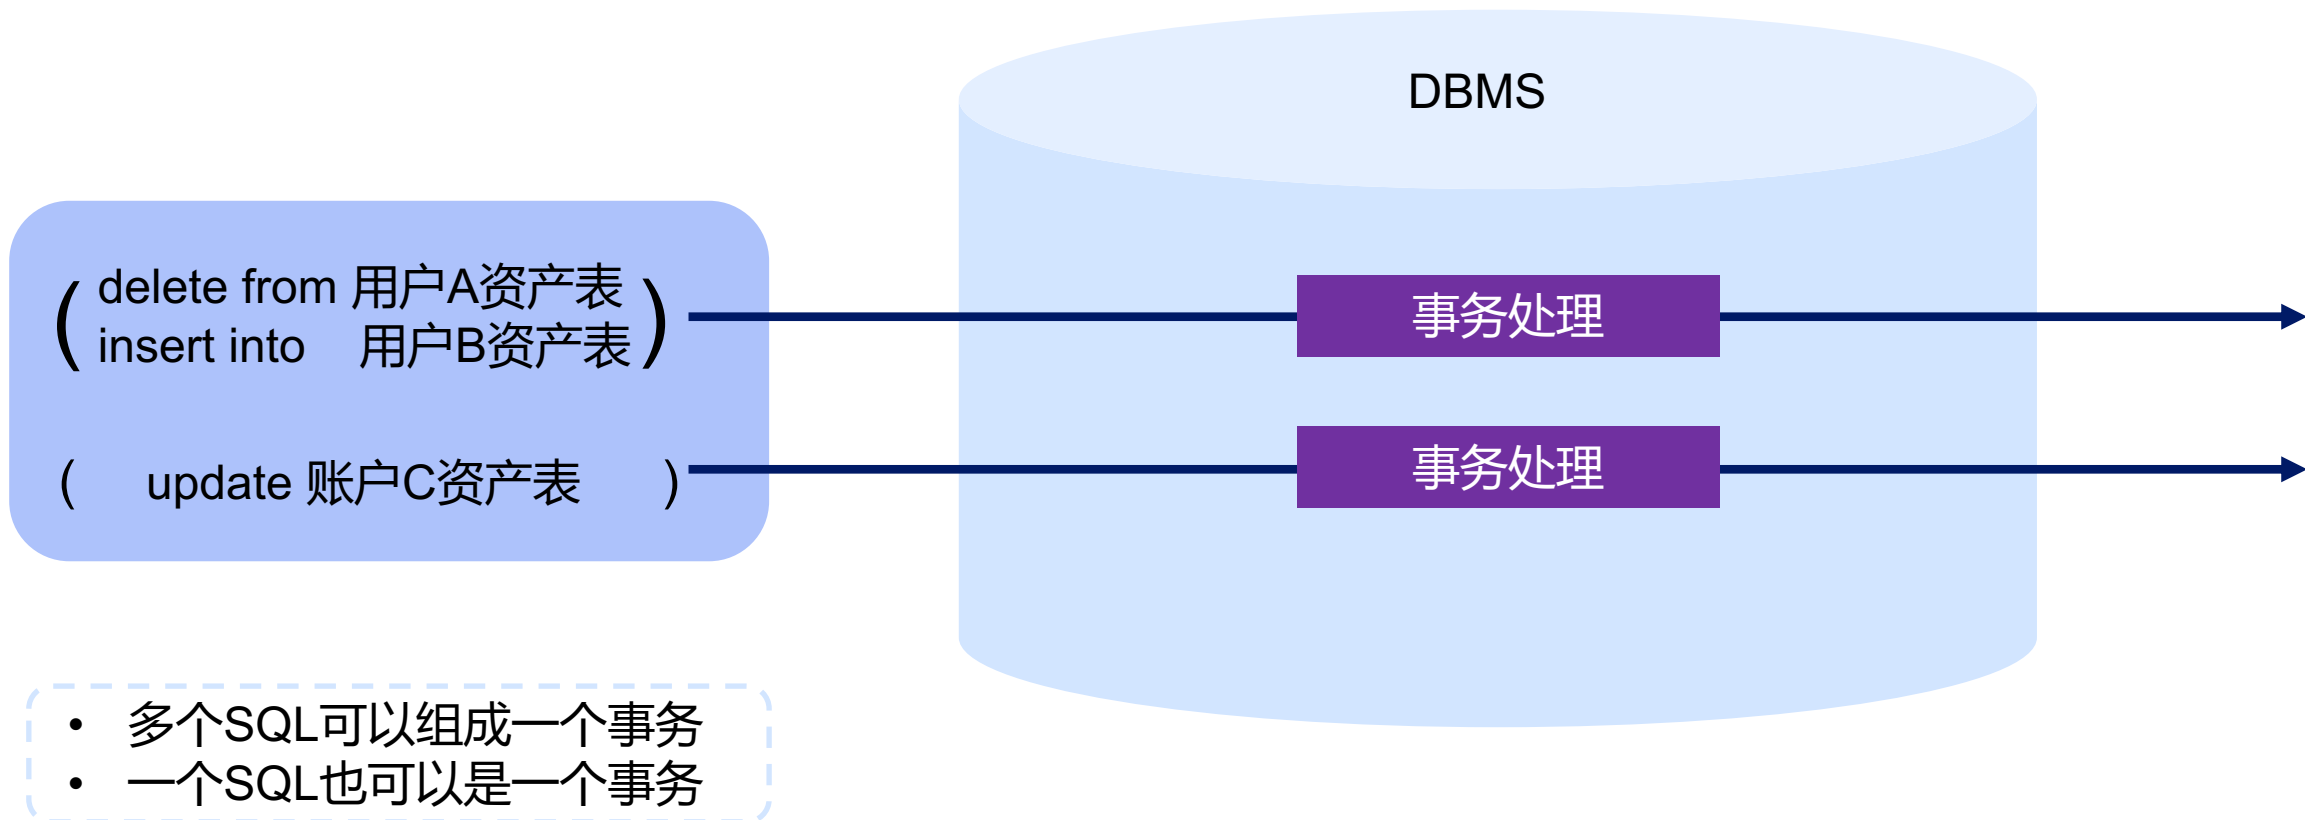 DBMS
( delete from 用户A资产表
insert into 用户B资产表 )
事务处理
( update 账户C资产表 )
事务处理
• 多个SQL可以组成一个事务
• 一个SQL也可以是一个事务